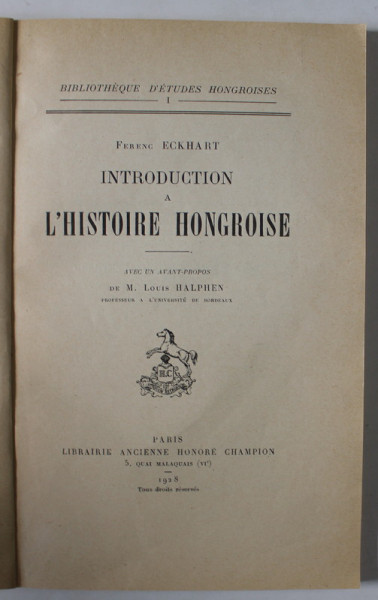 BIBLIOTHÈQUE D'ÉTUDES HONGROISES
I
Ferenc ECKHART
INTRODUCTION
A
L'HISTOIRE HONGROISE
AVEC UN AVANT-PROPOS
DE M. Louis HALPHEN
PROFESSEUR A L'UNIVERSITÉ DE BORDEAUX
H.C
PARIS
LIBRAIRIE ANCIENNE HONORÉ CHAMPION
5, QUAI MALAQUAIS (VIe)
1928
Tous droits réservés